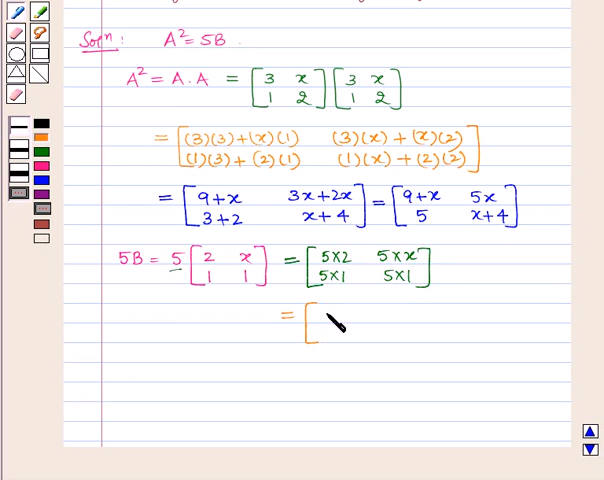 Solⁿ: A² = 5B.
A² = A.A = [3 x
1 2] [3 x
1 2]
= [(3)(3)+(x)(1) (3)(x)+(x)(2)
(1)(3)+(2)(1) (1)(x)+(2)(2)]
= [9+x 3x+2x
3+2 x+4] = [9+x 5x
5 x+4]
5B = 5 [2 x
1 1] = [5×2 5×x
5×1 5×1]
= [